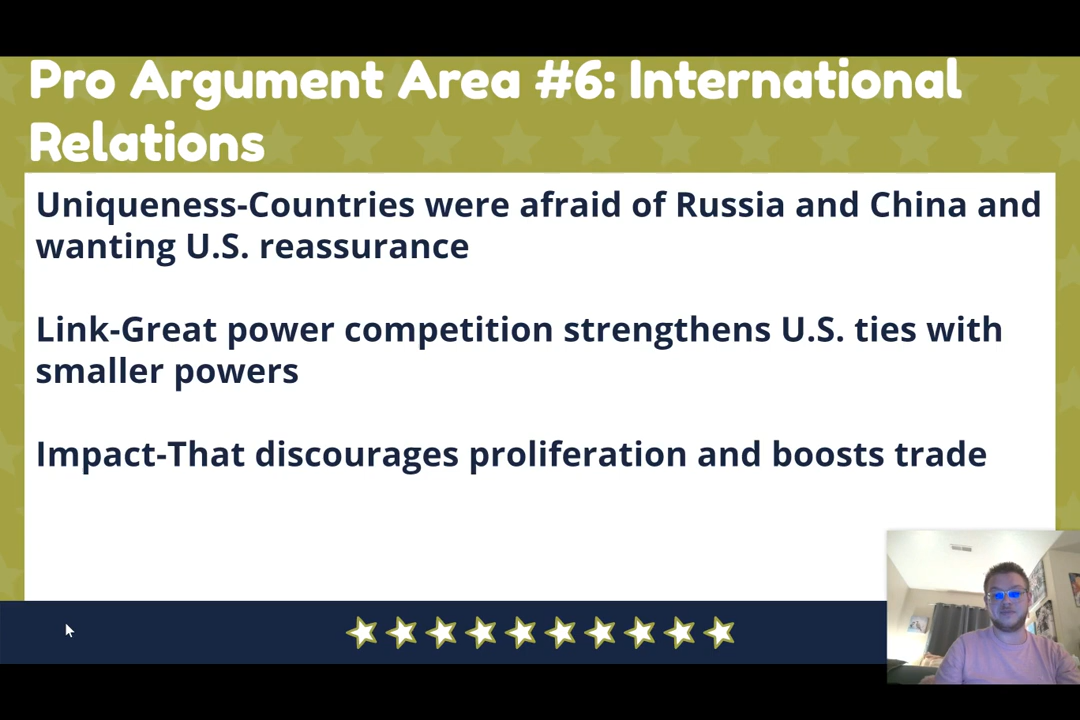 Pro Argument Area #6: International
Relations
Uniqueness-Countries were afraid of Russia and China and
wanting U.S. reassurance
Link-Great power competition strengthens U.S. ties with
smaller powers
Impact-That discourages proliferation and boosts trade